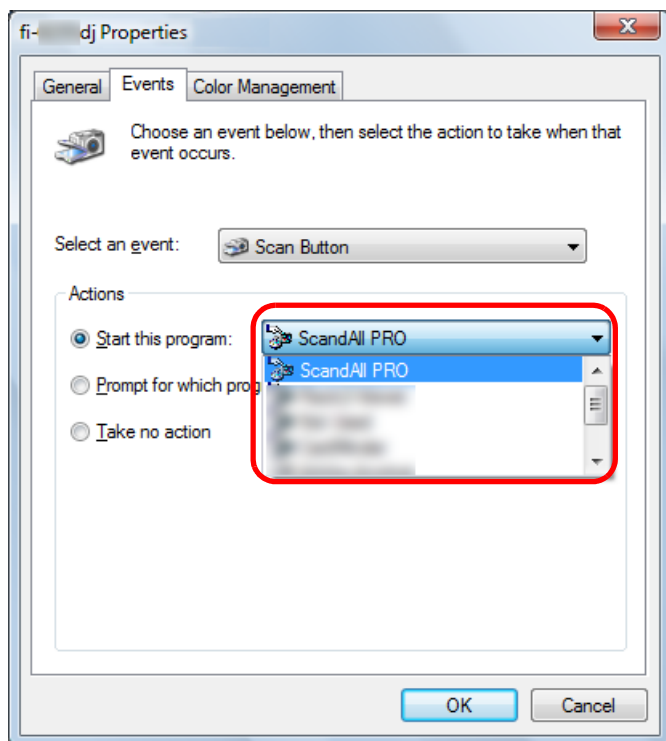 fi-
dj Properties
General Events Color Management
Choose an event below, then select the action to take when that
event occurs.
Select an event: Scan Button
Actions
Start this program: ScandAll PRO
ScandAll PRO
Prompt for which prog
Take no action
OK Cancel